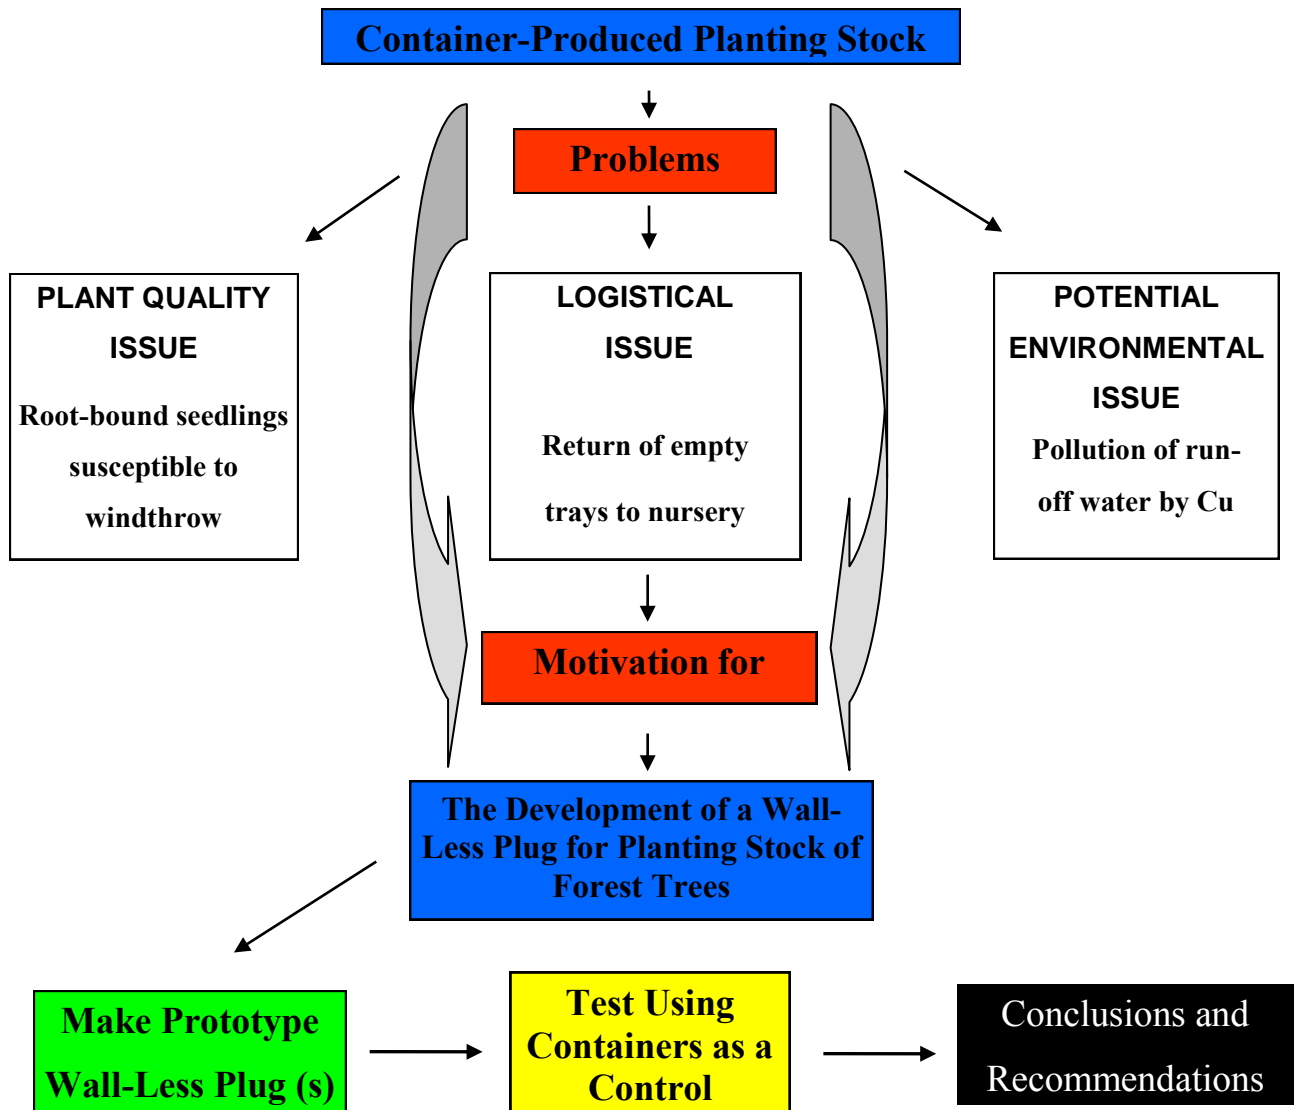 Container-Produced Planting Stock
Problems
PLANT QUALITY
ISSUE
Root-bound seedlings
susceptible to
windthrow
LOGISTICAL
ISSUE
Return of empty
trays to nursery
POTENTIAL
ENVIRONMENTAL
ISSUE
Pollution of run-
off water by Cu
Motivation for
The Development of a Wall-
Less Plug for Planting Stock of
Forest Trees
Make Prototype
Wall-Less Plug (s)
Test Using
Containers as a
Control
Conclusions and
Recommendations